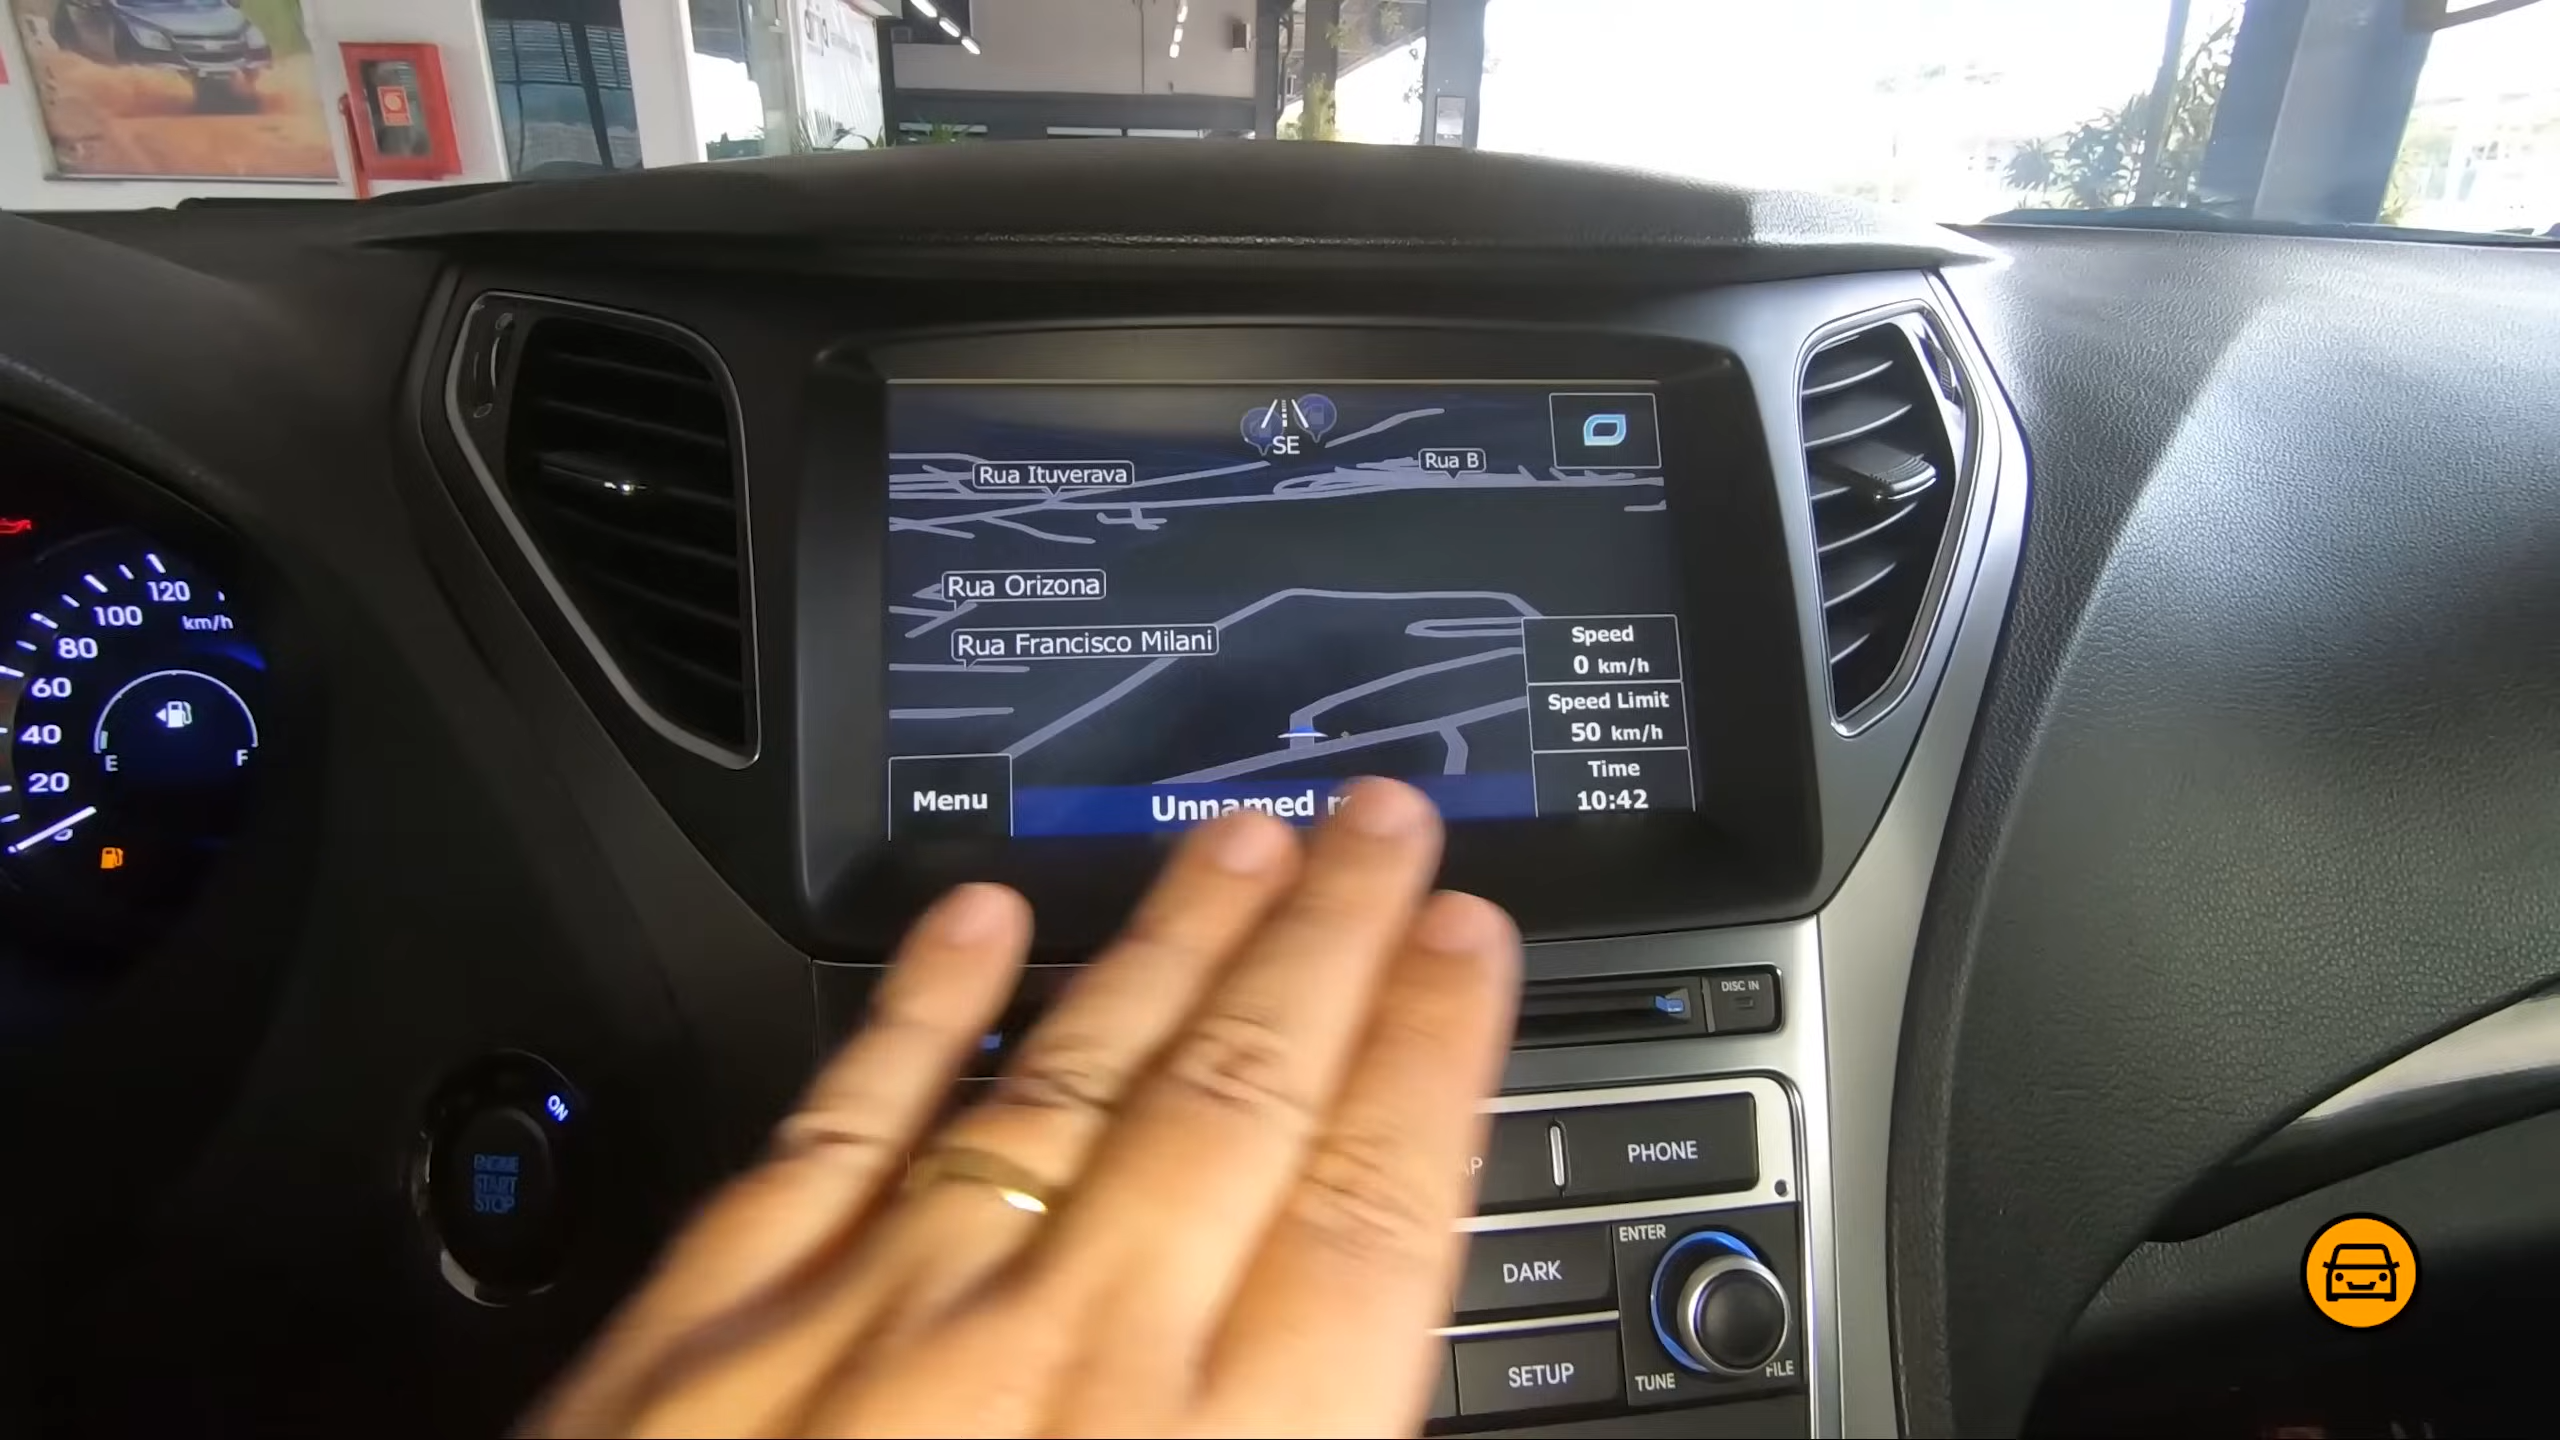 SE
Rua Ituverava
Rua B
Rua Orizona
Rua Francisco Milani
Speed
0 km/h
Speed Limit
50 km/h
Time
10:42
Menu
Unnamed
120
100
km/h
80
60
40
20
E
F
DISC IN
ON
ENGINE
START
STOP
PHONE
ENTER
DARK
SETUP
TUNE
FILE